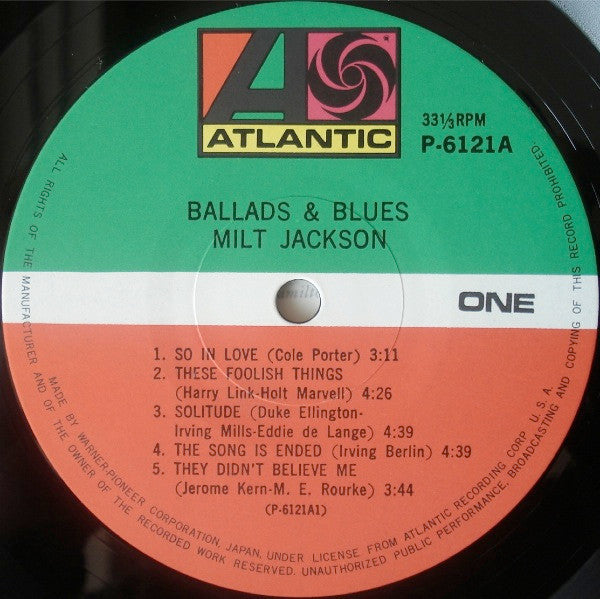 ATLANTIC
33⅓RPM
P-6121A
BALLADS & BLUES
MILT JACKSON
ONE
1. SO IN LOVE (Cole Porter) 3:11
2. THESE FOOLISH THINGS
(Harry Link-Holt Marvell) 4:26
3. SOLITUDE (Duke Ellington-
Irving Mills-Eddie de Lange) 4:39
4. THE SONG IS ENDED (Irving Berlin) 4:39
5. THEY DIDN'T BELIEVE ME
(Jerome Kern-M. E. Rourke) 3:44
(P-6121A1)
ALL RIGHTS OF THE MANUFACTURER AND OF THE OWNER OF THE RECORDED WORK RESERVED. UNAUTHORIZED PUBLIC PERFORMANCE, BROADCASTING AND COPYING OF THIS RECORD PROHIBITED.
MADE BY WARNER-PIONEER CORPORATION, JAPAN, UNDER LICENSE FROM ATLANTIC RECORDING CORP. U. S. A.